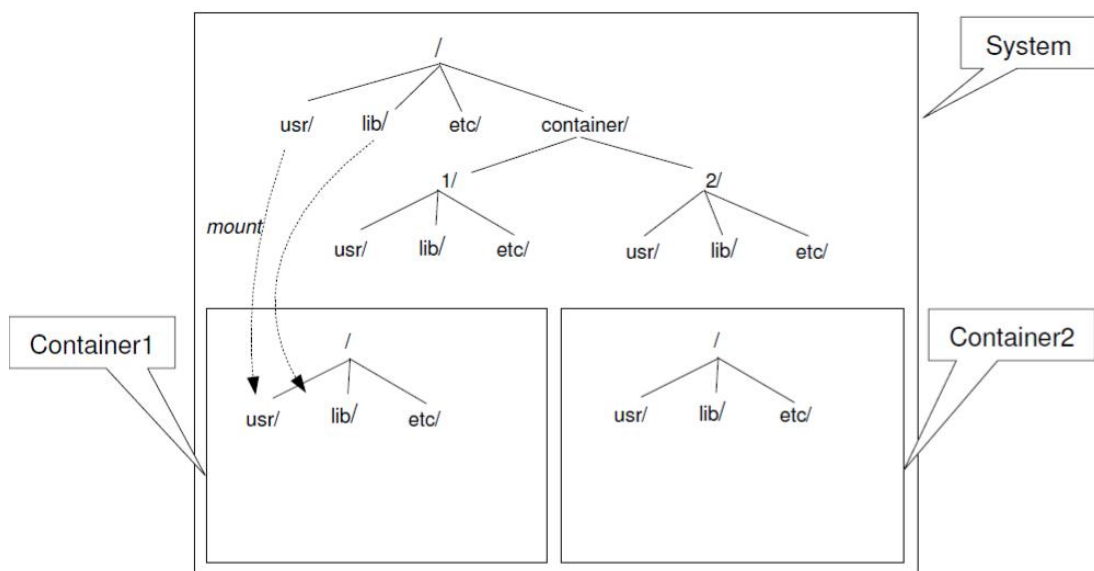 /
System
usr/ lib/ etc/ container/
1/ 2/
mount
usr/ lib/ etc/ usr/ lib/ etc/
Container1 / / Container2
usr/ lib/ etc/ usr/ lib/ etc/